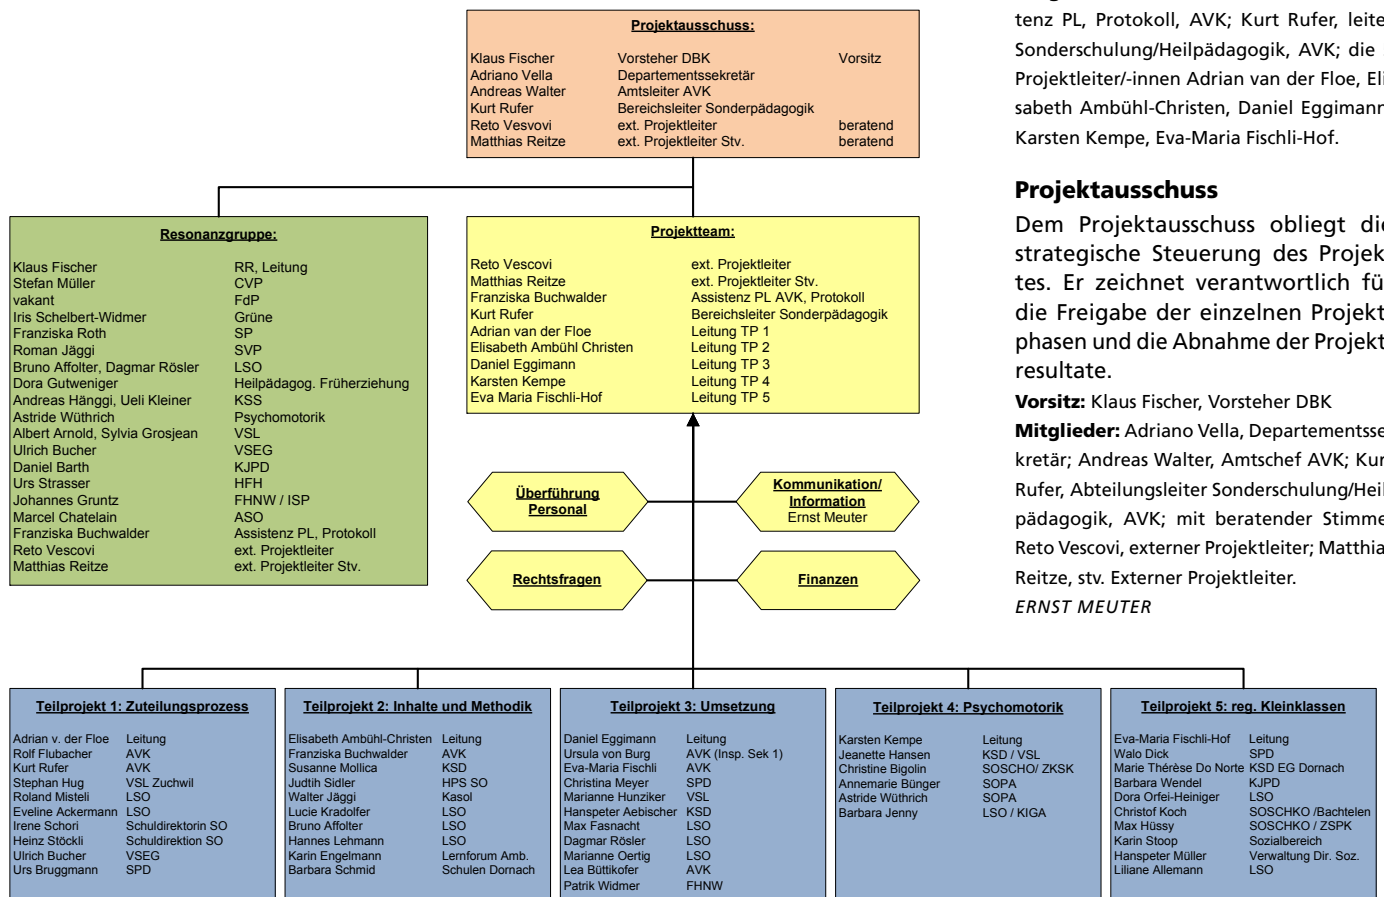 Projektausschuss:
Klaus Fischer Vorsteher DBK Vorsitz
Adriano Vella Departementssekretär
Andreas Walter Amtsleiter AVK
Kurt Rufer Bereichsleiter Sonderpädagogik
Reto Vesvovi ext. Projektleiter beratend
Matthias Reitze ext. Projektleiter Stv. beratend
Resonanzgruppe:
Klaus Fischer RR, Leitung
Stefan Müller CVP
vakant FdP
Iris Schelbert-Widmer Grüne
Franziska Roth SP
Roman Jäggi SVP
Bruno Affolter, Dagmar Rösler LSO
Dora Gutweniger Heilpädagog. Früherziehung
Andreas Hänggi, Ueli Kleiner KSS
Astride Wüthrich Psychomotorik
Albert Arnold, Sylvia Grosjean VSL
Ulrich Bucher VSEG
Daniel Barth KJPD
Urs Strasser HFH
Johannes Gruntz FHNW / ISP
Marcel Chatelain ASO
Franziska Buchwalder Assistenz PL, Protokoll
Reto Vescovi ext. Projektleiter
Matthias Reitze ext. Projektleiter Stv.
Projektteam:
Reto Vescovi ext. Projektleiter
Matthias Reitze ext. Projektleiter Stv.
Franziska Buchwalder Assistenz PL AVK, Protokoll
Kurt Rufer Bereichsleiter Sonderpädagogik
Adrian van der Floe Leitung TP 1
Elisabeth Ambühl Christen Leitung TP 2
Daniel Eggimann Leitung TP 3
Karsten Kempe Leitung TP 4
Eva Maria Fischli-Hof Leitung TP 5
Überführung
Personal
Kommunikation/
Information
Ernst Meuter
Rechtsfragen
Finanzen
Teilprojekt 1: Zuteilungsprozess
Adrian v. der Floe Leitung
Rolf Flubacher AVK
Kurt Rufer AVK
Stephan Hug VSL Zuchwil
Roland Misteli LSO
Eveline Ackermann LSO
Irene Schori Schuldirektorin SO
Heinz Stöckli Schuldirektion SO
Ulrich Bucher VSEG
Urs Bruggmann SPD
Teilprojekt 2: Inhalte und Methodik
Elisabeth Ambühl-Christen Leitung
Franziska Buchwalder AVK
Susanne Mollica KSD
Judtih Sidler HPS SO
Walter Jäggi Kasol
Lucie Kradolfer LSO
Bruno Affolter LSO
Hannes Lehmann LSO
Karin Engelmann Lernforum Amb.
Barbara Schmid Schulen Dornach
Teilprojekt 3: Umsetzung
Daniel Eggimann Leitung
Ursula von Burg AVK (Insp. Sek 1)
Eva-Maria Fischli AVK
Christina Meyer SPD
Marianne Hunziker VSL
Hanspeter Aebischer KSD
Max Fasnacht LSO
Dagmar Rösler LSO
Marianne Oertig LSO
Lea Büttikofer AVK
Patrik Widmer FHNW
Teilprojekt 4: Psychomotorik
Karsten Kempe Leitung
Jeanette Hansen KSD / VSL
Christine Bigolin SOSCHO/ ZKSK
Annemarie Bünger SOPA
Astride Wüthrich SOPA
Barbara Jenny LSO / KIGA
Teilprojekt 5: reg. Kleinklassen
Eva-Maria Fischli-Hof Leitung
Walo Dick SPD
Marie Thérèse Do Norte KSD EG Dornach
Barbara Wendel KJPD
Dora Orfei-Heiniger LSO
Christof Koch SOSCHKO /Bachtelen
Max Hüssy SOSCHKO / ZSPK
Karin Stoop Sozialbereich
Hanspeter Müller Verwaltung Dir. Soz.
Liliane Allemann LSO
tenz PL, Protokoll, AVK; Kurt Rufer, leite
Sonderschulung/Heilpädagogik, AVK; die
Projektleiter/-innen Adrian van der Floe, Eli
sabeth Ambühl-Christen, Daniel Eggimann
Karsten Kempe, Eva-Maria Fischli-Hof.
Projektausschuss
Dem Projektausschuss obliegt die
strategische Steuerung des Projek
tes. Er zeichnet verantwortlich fü
die Freigabe der einzelnen Projekt
phasen und die Abnahme der Projekt
resultate.
Vorsitz: Klaus Fischer, Vorsteher DBK
Mitglieder: Adriano Vella, Departementsse
kretär; Andreas Walter, Amtschef AVK; Kur
Rufer, Abteilungsleiter Sonderschulung/Heil
pädagogik, AVK; mit beratender Stimme
Reto Vescovi, externer Projektleiter; Matthia
Reitze, stv. Externer Projektleiter.
ERNST MEUTER